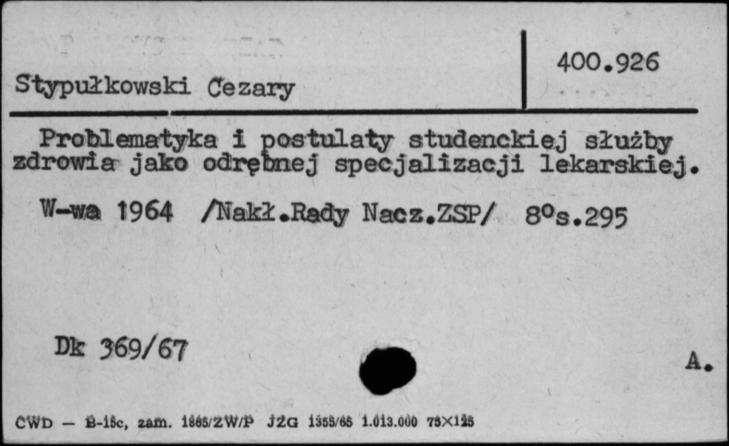 400.926
Stypułkowski Cezary
Problematyka i postulaty studenckiej służby
zdrowia jako odrębnej specjalizacji lekarskiej.
W-wa 1964 /Nakł.Rady Nacz.ZSP/ 8⁰s.295
Dk 369/67
A.
CWD — B-18c, zam. 1865/ZW/P JZG 1355/65 1.013.000 75×125